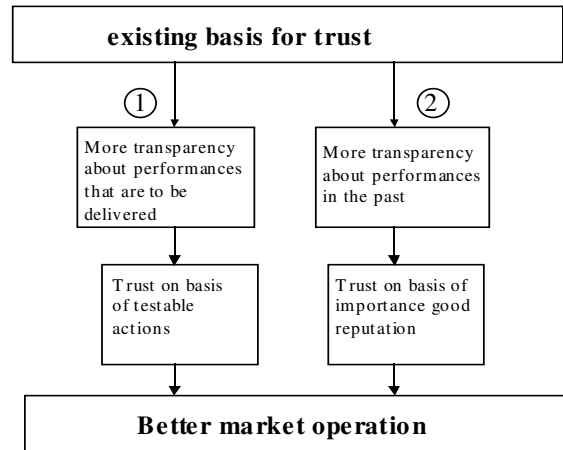 existing basis for trust
1
2
More transparency
about performances
that are to be
delivered
More transparency
about performances
in the past
Trust on basis
of testable
actions
Trust on basis of
importance good
reputation
Better market operation